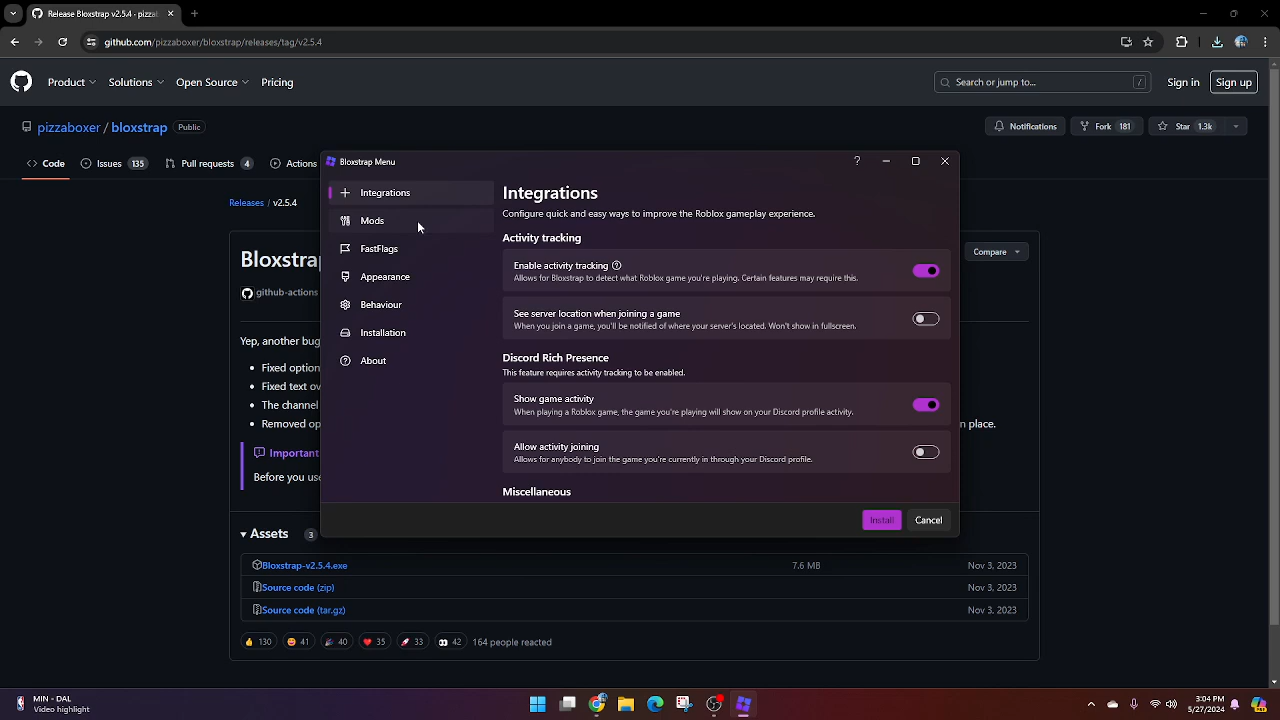 Release Bloxstrap v2.5.4 - pizzab
github.com/pizzaboxer/bloxstrap/releases/tag/v2.5.4
Product
Solutions
Open Source
Pricing
Search or jump to...
/
Sign in
Sign up
pizzaboxer / bloxstrap
Public
Notifications
Fork 181
Star 1.3k
Code
Issues 135
Pull requests 4
Actions
Releases / v2.5.4
Bloxstrap Menu
?
Integrations
Mods
FastFlags
Appearance
Behaviour
Installation
About
Integrations
Configure quick and easy ways to improve the Roblox gameplay experience.
Activity tracking
Enable activity tracking
Allows for Bloxstrap to detect what Roblox game you're playing. Certain features may require this.
See server location when joining a game
When you join a game, you'll be notified of where your server's located. Won't show in fullscreen.
Discord Rich Presence
This feature requires activity tracking to be enabled.
Show game activity
When playing a Roblox game, the game you're playing will show on your Discord profile activity.
Allow activity joining
Allows for anybody to join the game you're currently in through your Discord profile.
Miscellaneous
Install
Cancel
Bloxstra
Compare
github-actions
Yep, another bug
Fixed option
Fixed text ov
The channel
Removed op
n place.
Important
Before you use
Assets 3
Bloxstrap-v2.5.4.exe
7.6 MB
Nov 3, 2023
Source code (zip)
Nov 3, 2023
Source code (tar.gz)
Nov 3, 2023
👍 130 😄 41 🎉 40 ❤️ 35 🚀 33 👀 42 164 people reacted
MIN - DAL
Video highlight
3:04 PM
5/27/2024